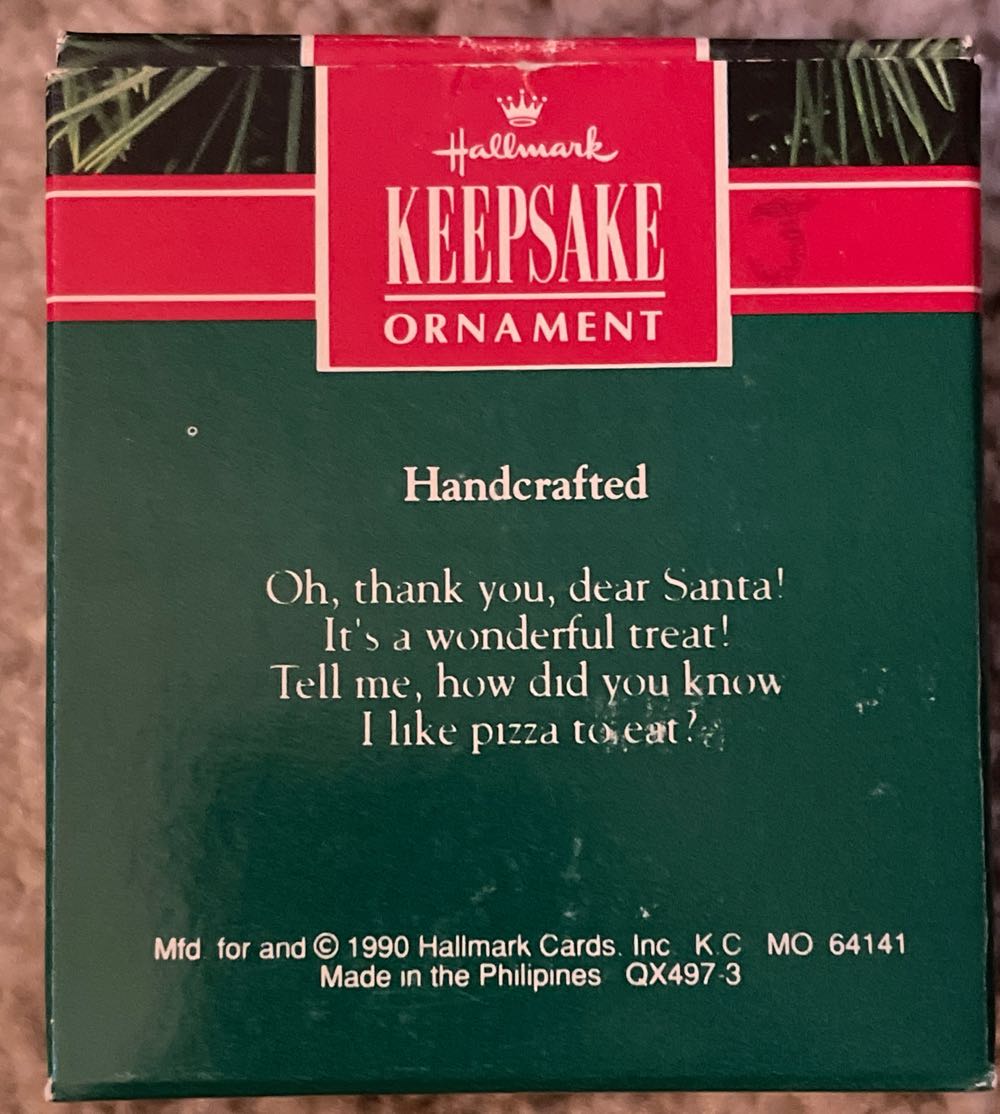 Hallmark
KEEPSAKE
ORNAMENT
Handcrafted
Oh, thank you, dear Santa!
It's a wonderful treat!
Tell me, how did you know
I like pizza to eat?
Mfd for and © 1990 Hallmark Cards. Inc K.C MO 64141
Made in the Philipines QX497-3